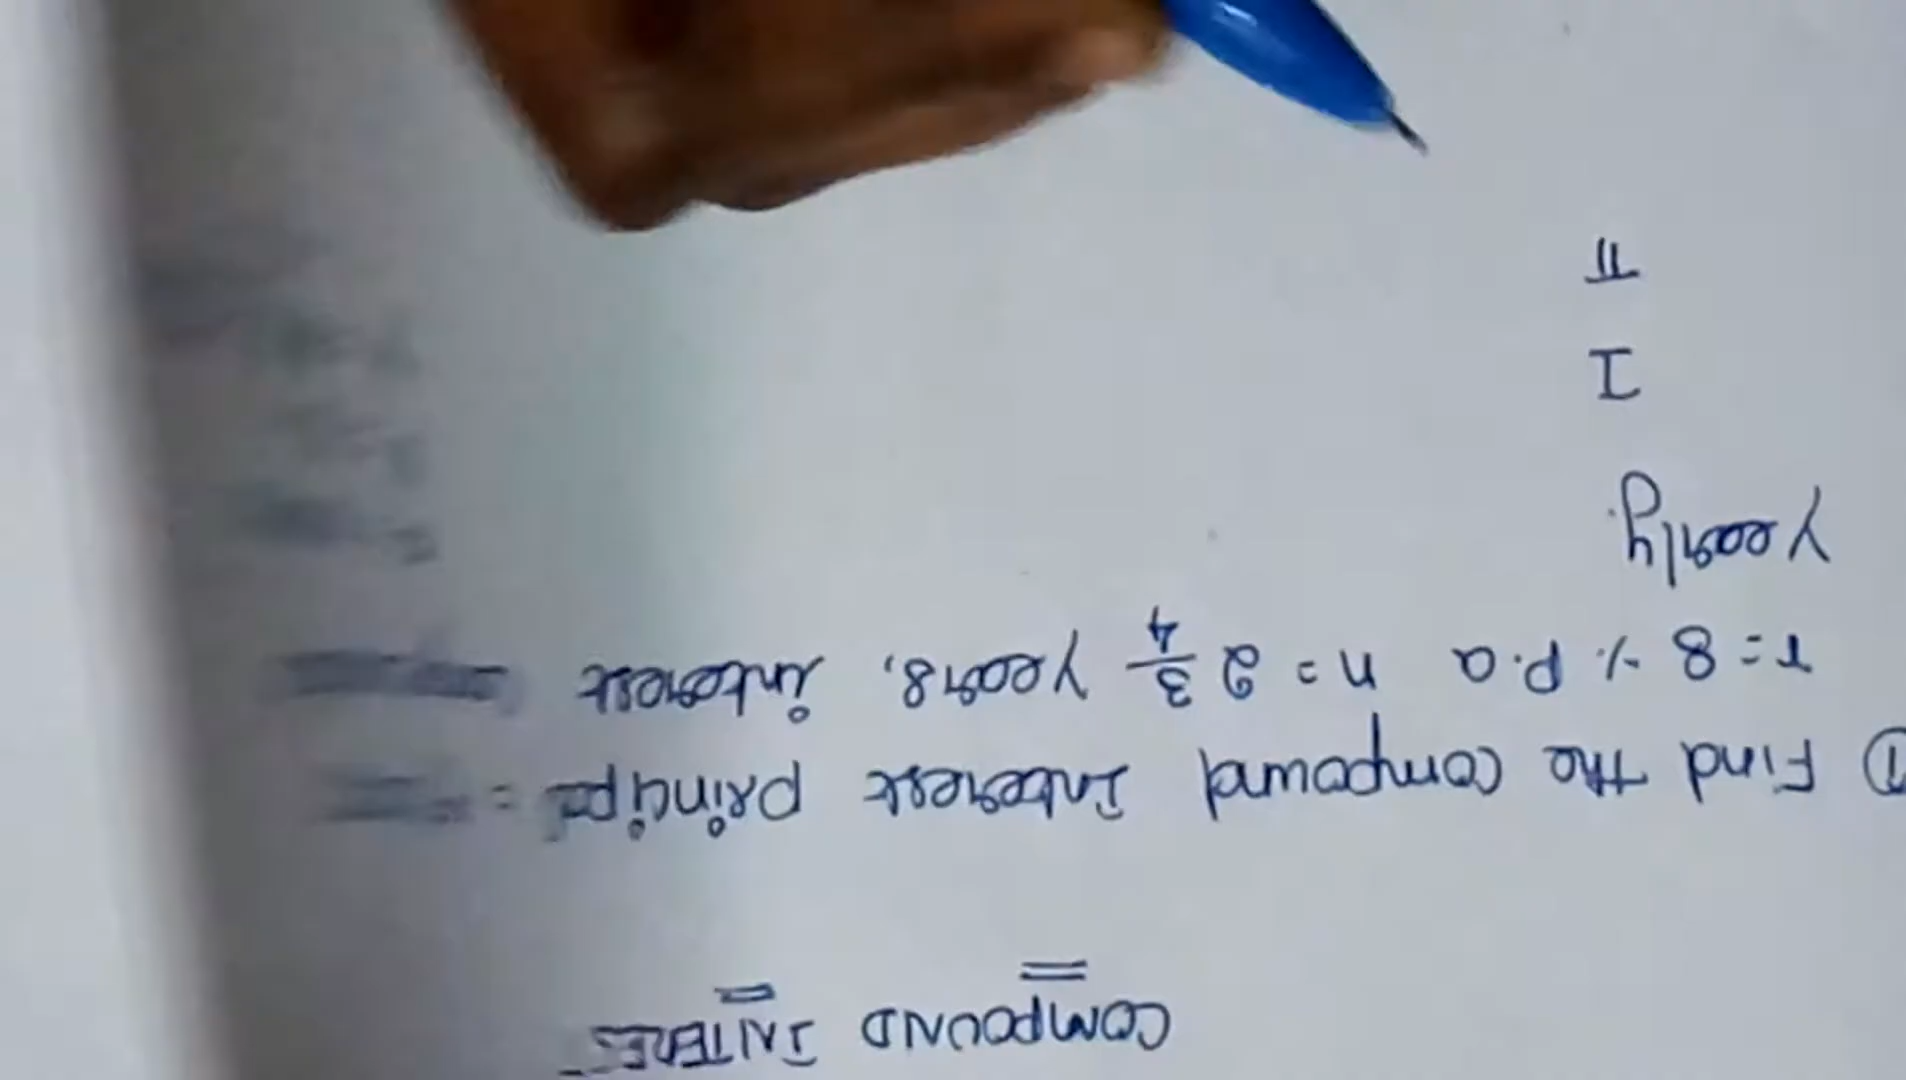 COMPOUND INTEREST
① Find the Compound Interest principal =
r = 8 % p.a n = 2 3/4 years, interest
Yearly.
I
II